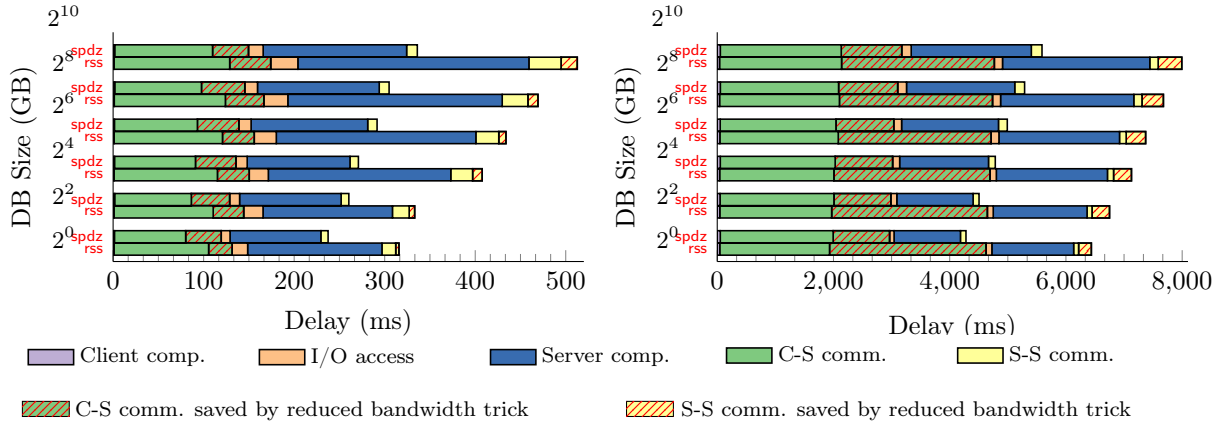 2^10
spdz
2^8 rss
spdz
2^6 rss
spdz
2^4 rss
spdz
2^2 rss
spdz
rss
2^0 spdz
rss
DB Size (GB)
0 100 200 300 400 500
Delay (ms)
2^10
spdz
2^8 rss
spdz
2^6 rss
spdz
2^4 rss
spdz
2^2 rss
spdz
rss
2^0 spdz
rss
DB Size (GB)
0 2,000 4,000 6,000 8,000
Delay (ms)
Client comp. I/O access Server comp. C-S comm. S-S comm.
C-S comm. saved by reduced bandwidth trick S-S comm. saved by reduced bandwidth trick